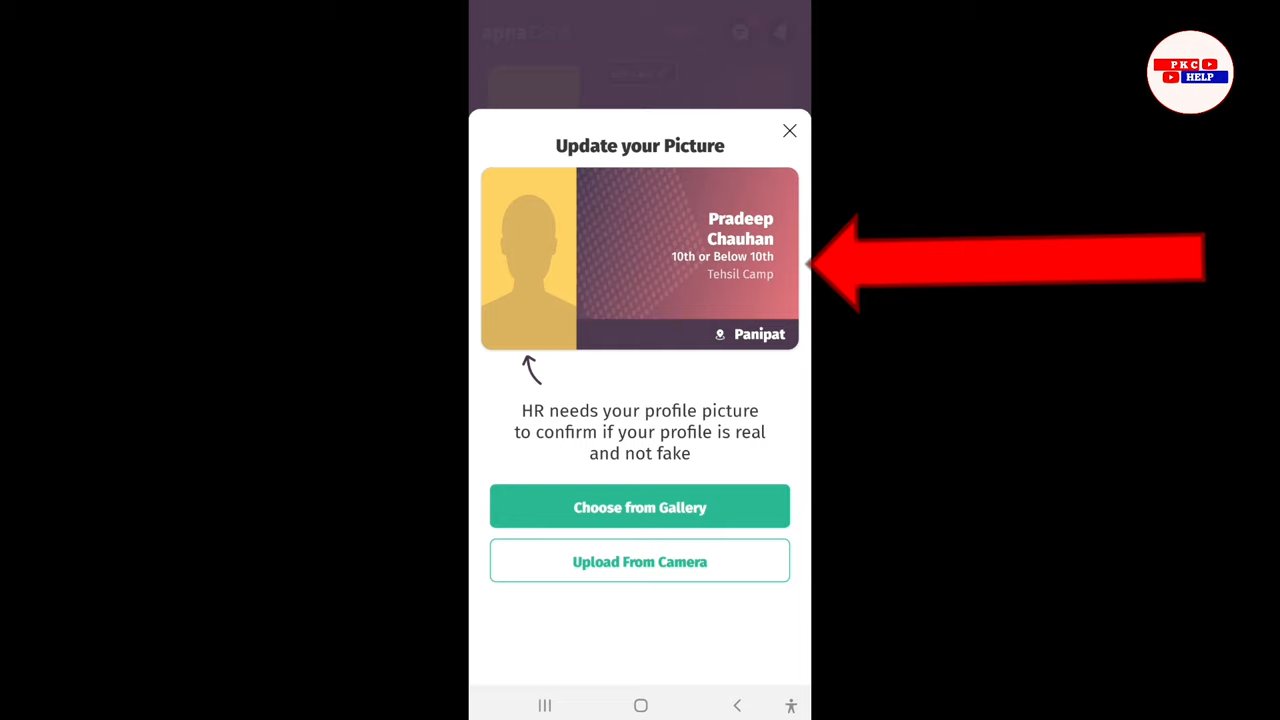 apnaCard
PKC
HELP
Update your Picture
Pradeep
Chauhan
10th or Below 10th
Tehsil Camp
Panipat
HR needs your profile picture
to confirm if your profile is real
and not fake
Choose from Gallery
Upload From Camera